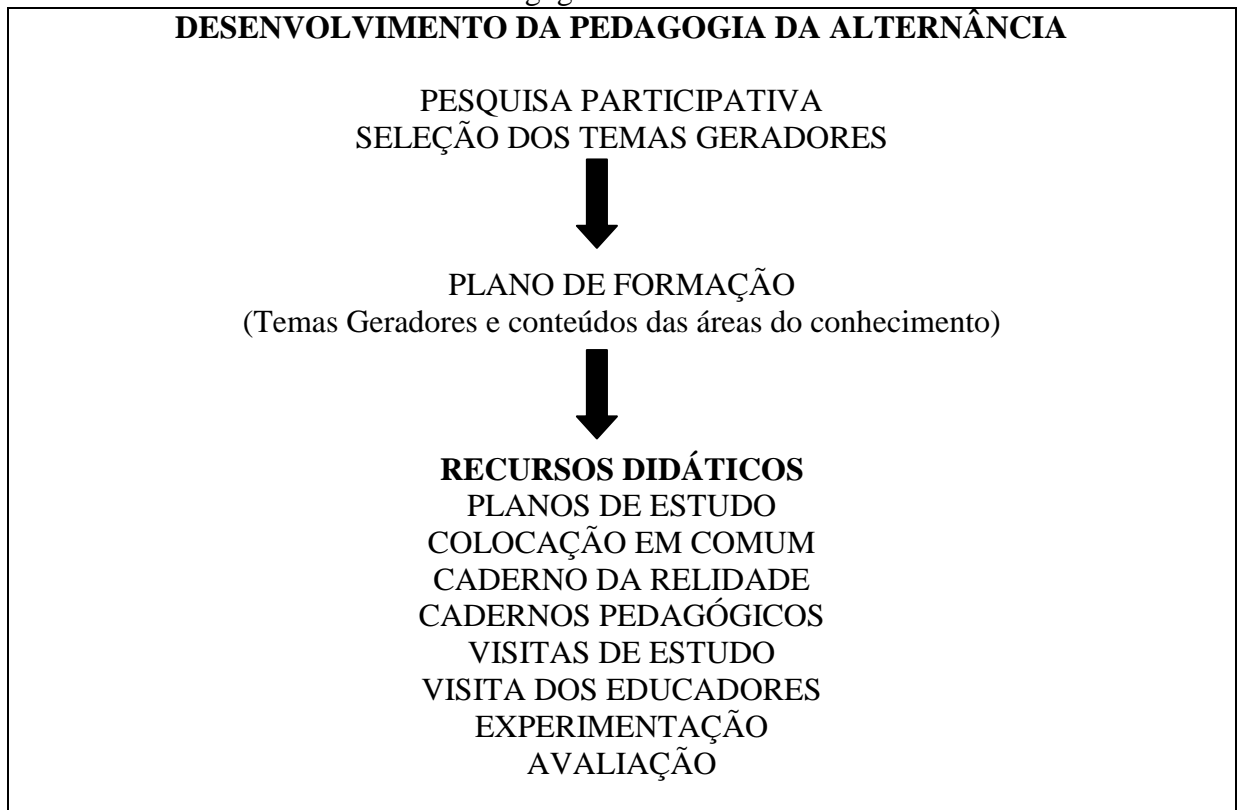 DESENVOLVIMENTO DA PEDAGOGIA DA ALTERNÂNCIA
PESQUISA PARTICIPATIVA
SELEÇÃO DOS TEMAS GERADORES
PLANO DE FORMAÇÃO
(Temas Geradores e conteúdos das áreas do conhecimento)
RECURSOS DIDÁTICOS
PLANOS DE ESTUDO
COLOCAÇÃO EM COMUM
CADERNO DA RELIDADE
CADERNOS PEDAGÓGICOS
VISITAS DE ESTUDO
VISITA DOS EDUCADORES
EXPERIMENTAÇÃO
AVALIAÇÃO